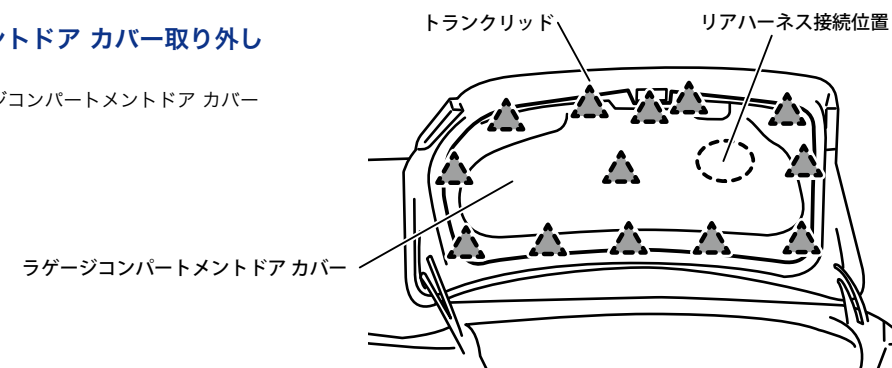 ントドア カバー取り外し
トランクリッド
リアハーネス接続位置
ジコンパートメントドア カバー
ラゲージコンパートメントドア カバー